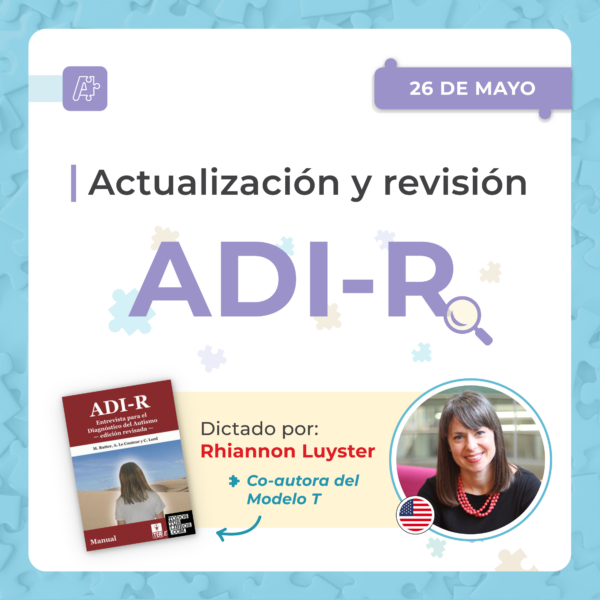 26 DE MAYO
Actualización y revisión
ADI-R
ADI-R
Entrevista para el
Diagnóstico del Autismo
— edición revisada —
M. Rutter, A. Le Couteur y C. Lord
Manual
Dictado por:
Rhiannon Luyster
Co-autora del
Modelo T